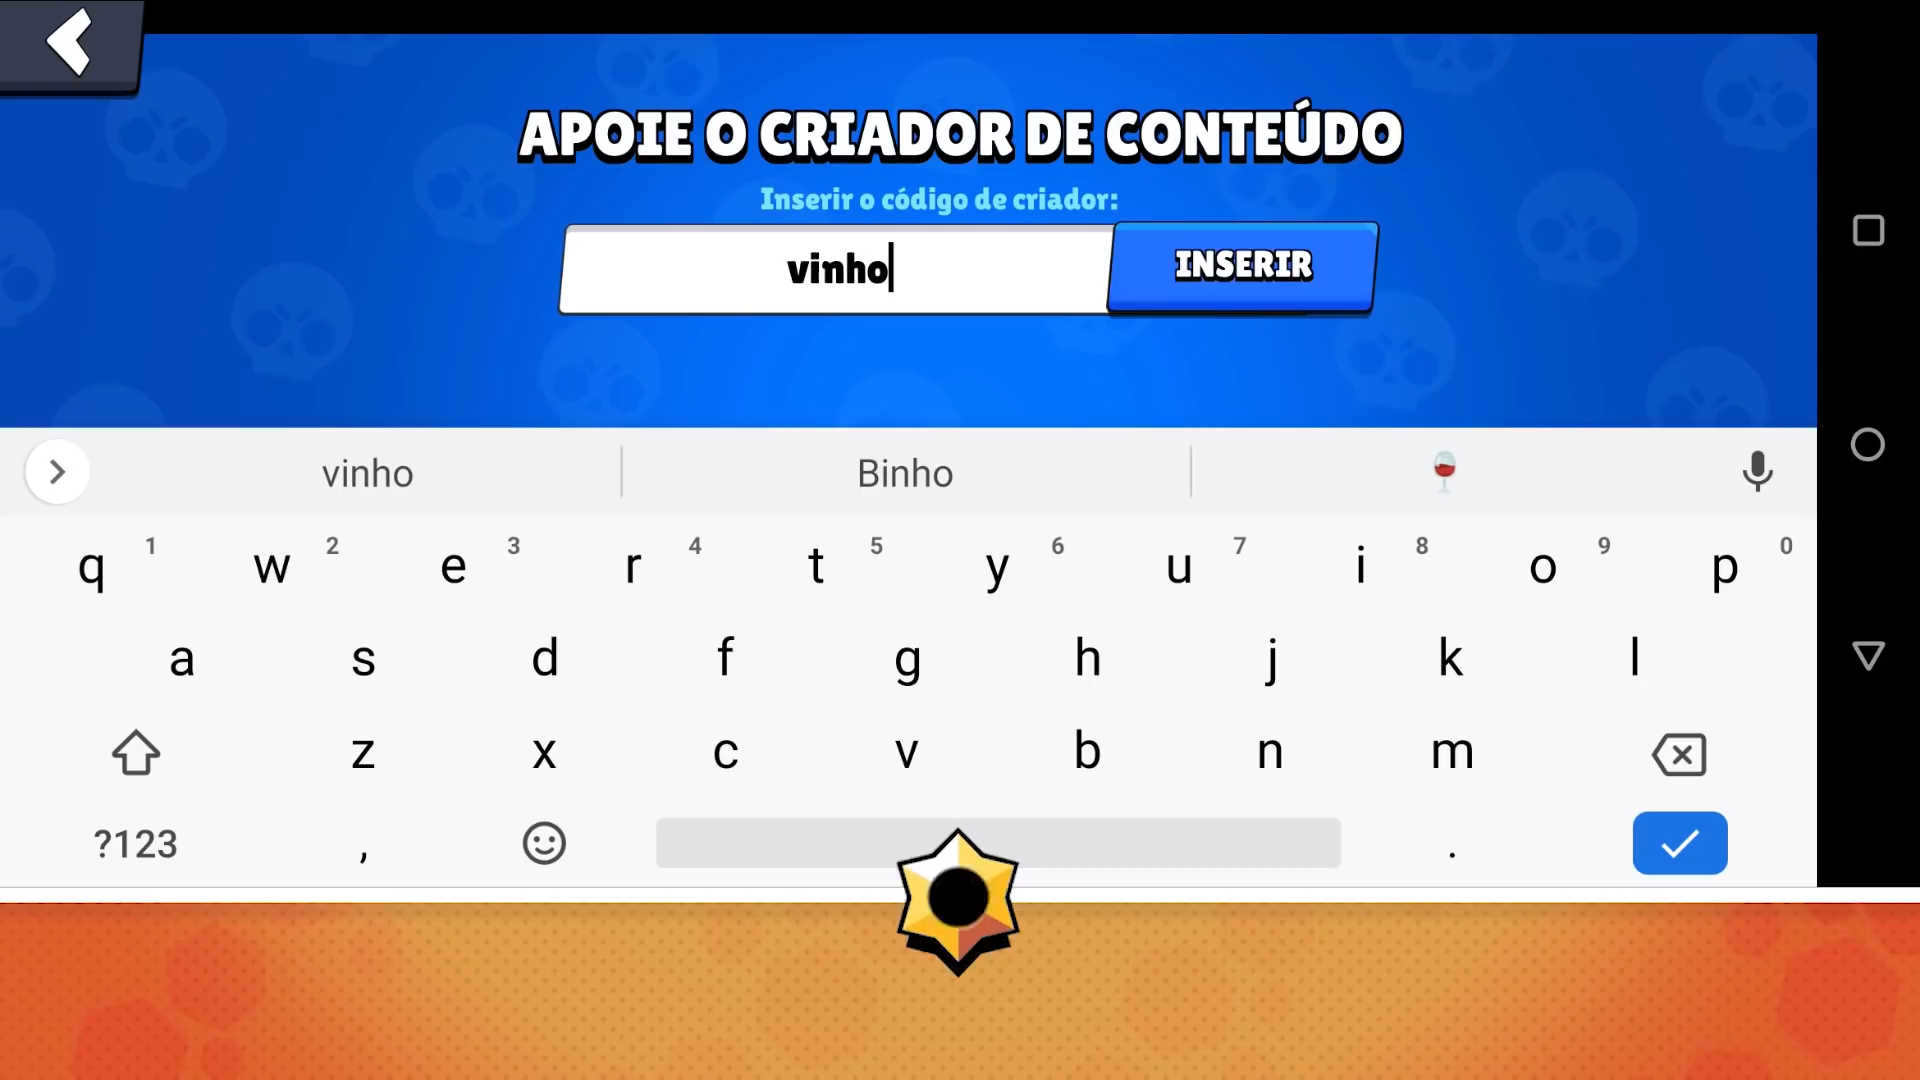 APOIE O CRIADOR DE CONTEÚDO
Inserir o código de criador:
vinho
INSERIR
vinho Binho
q 1 w 2 e 3 r 4 t 5 y 6 u 7 i 8 o 9 p 0
a s d f g h j k l
z x c v b n m
?123 , .